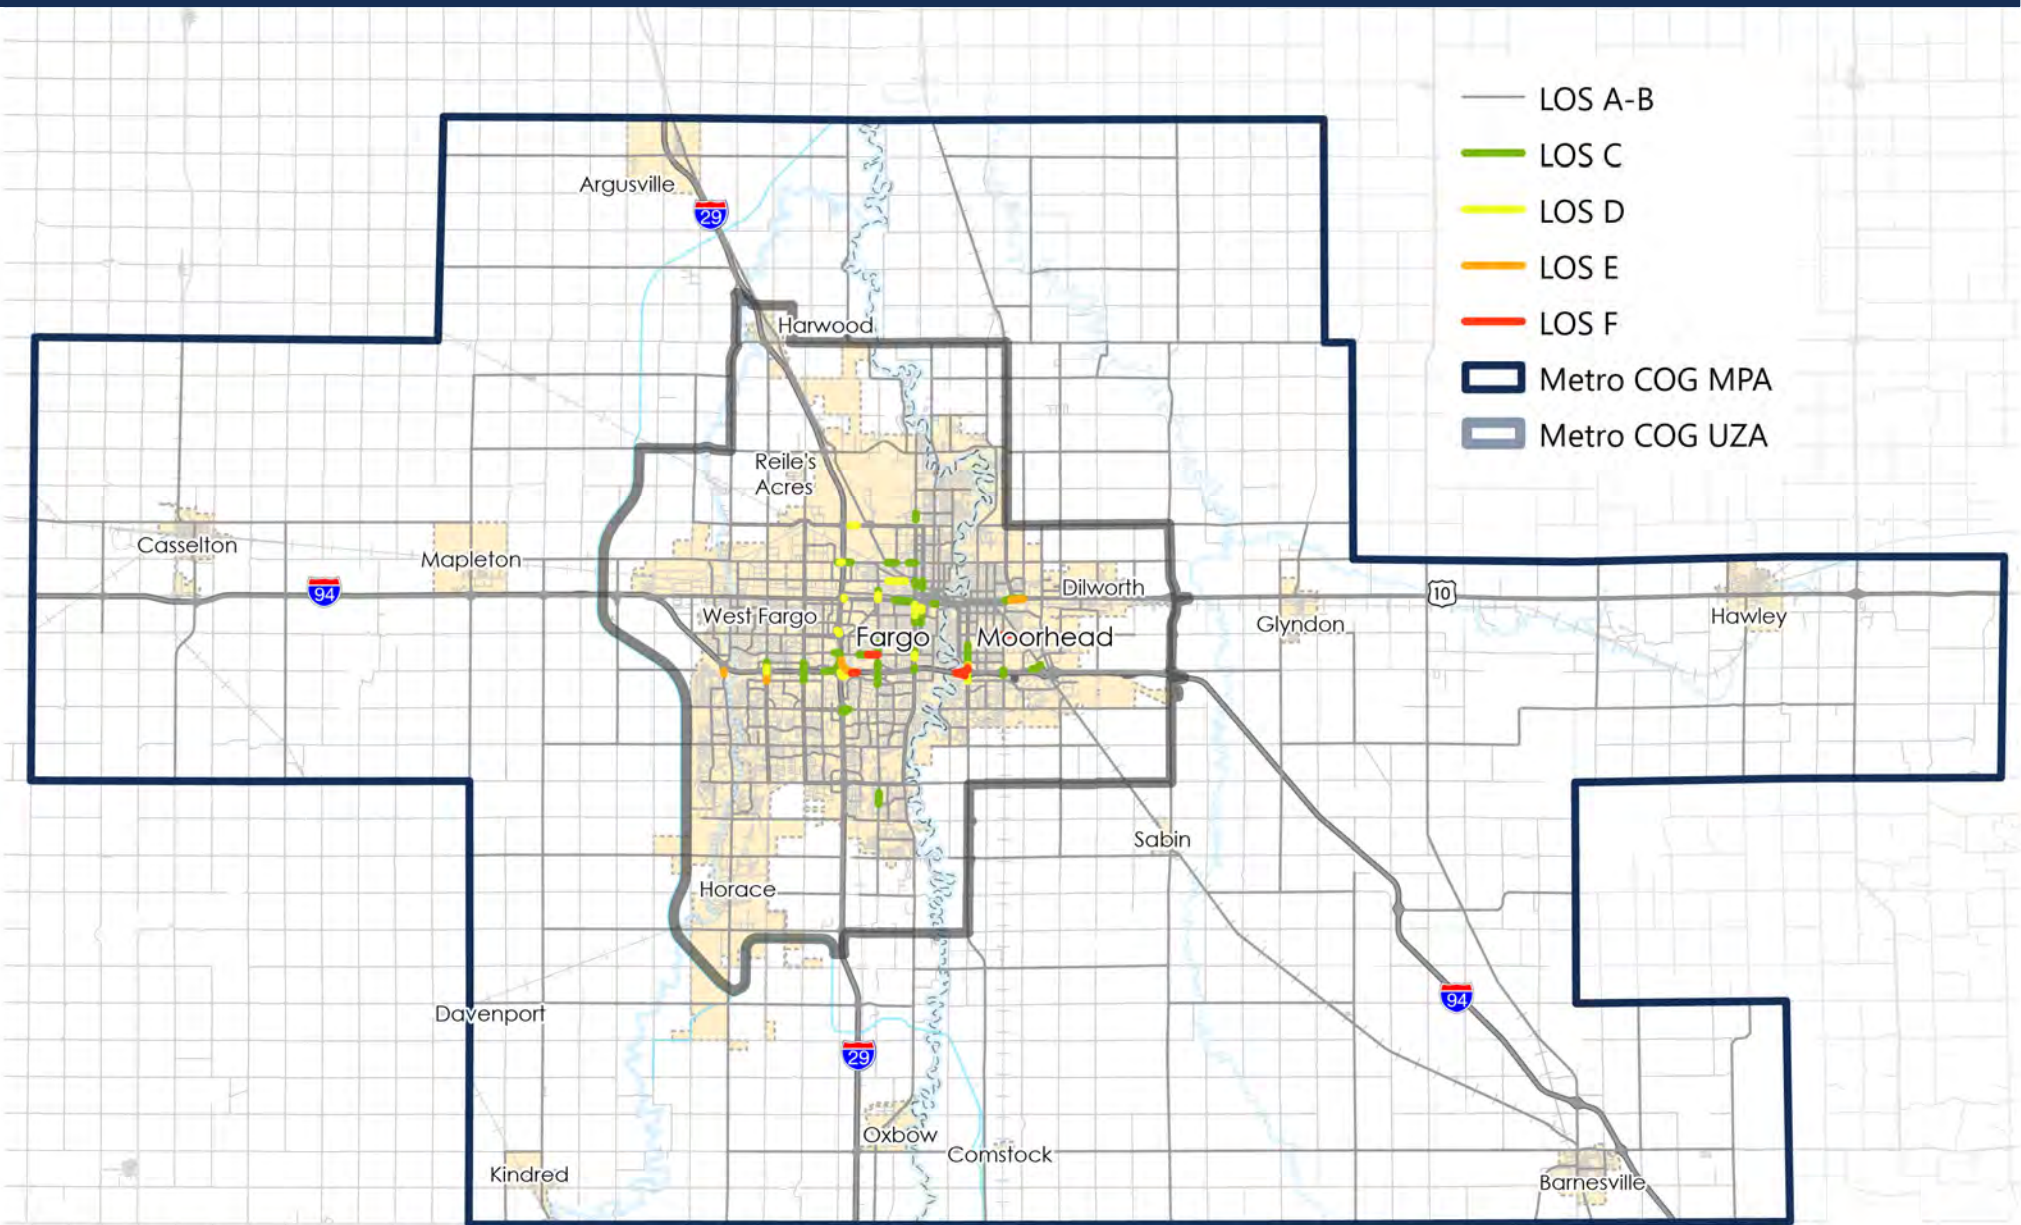 LOS A-B
LOS C
LOS D
LOS E
LOS F
Metro COG MPA
Metro COG UZA
Argusville
29
Harwood
Reile's
Acres
Casselton
Mapleton
94
West Fargo
Fargo
Moorhead
Dilworth
Glyndon
10
Hawley
Sabin
Horace
Davenport
94
29
Oxbow
Comstock
Kindred
Barnesville